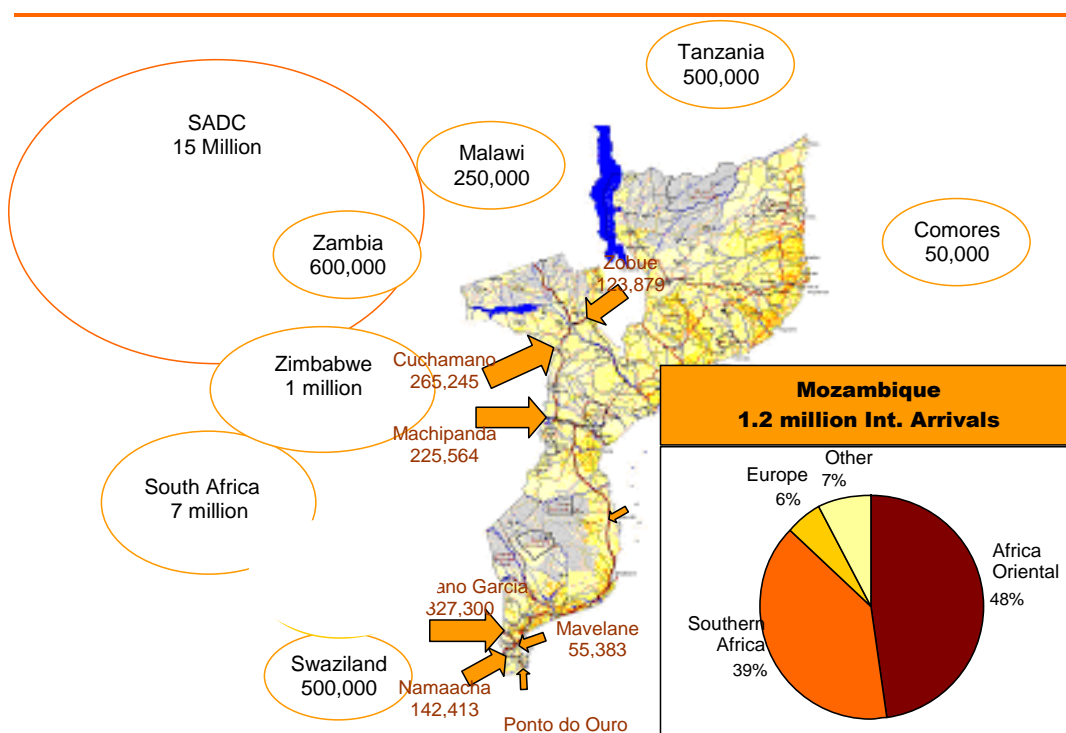 Tanzania
500,000
SADC
15 Million
Malawi
250,000
Comores
50,000
Zambia
600,000
Zobue
123,879
Zimbabwe
1 million
Cuchamano
265,245
Machipanda
225,564
Mozambique
1.2 million Int. Arrivals
South Africa
7 million
Other
7%
Europe
6%
Africa
Oriental
48%
Southern
Africa
39%
ano Garcia
327,300
Mavelane
55,383
Swaziland
500,000
Namaacha
142,413
Ponto do Ouro